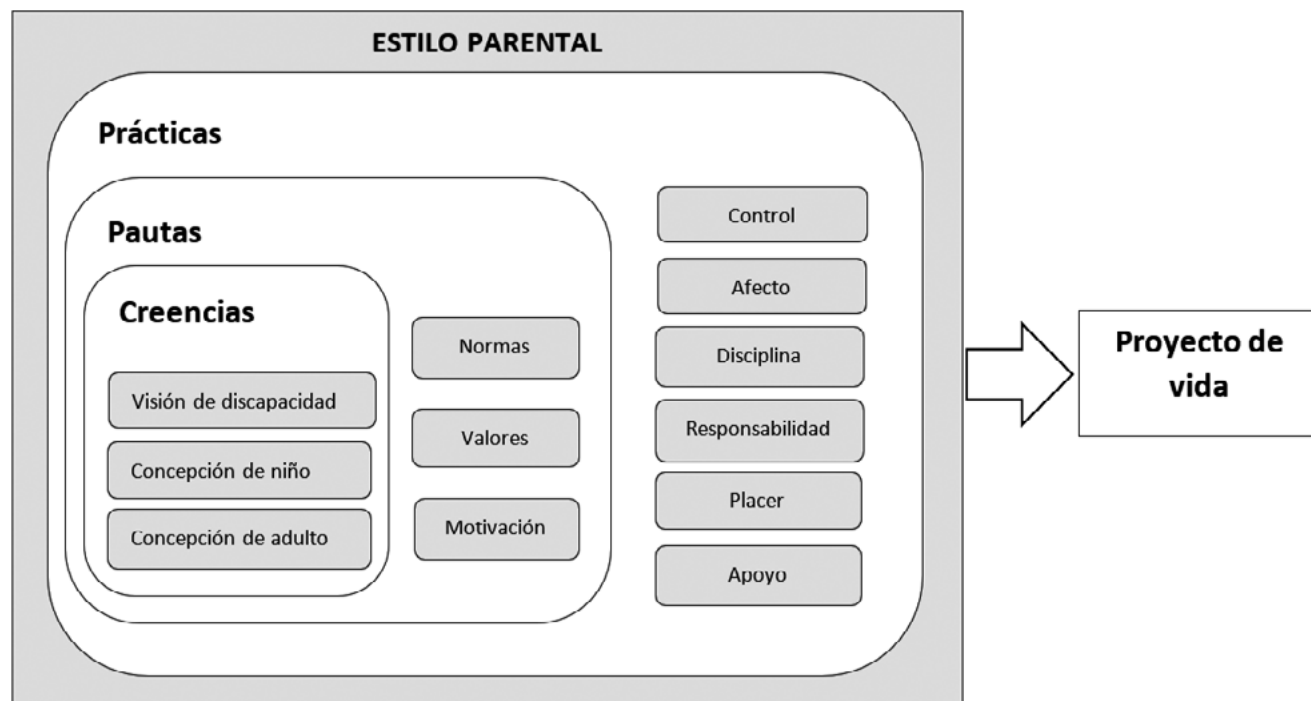 ESTILO PARENTAL
Prácticas
Pautas
Creencias
Visión de discapacidad
Concepción de niño
Concepción de adulto
Normas
Valores
Motivación
Control
Afecto
Disciplina
Responsabilidad
Placer
Apoyo
Proyecto de
vida